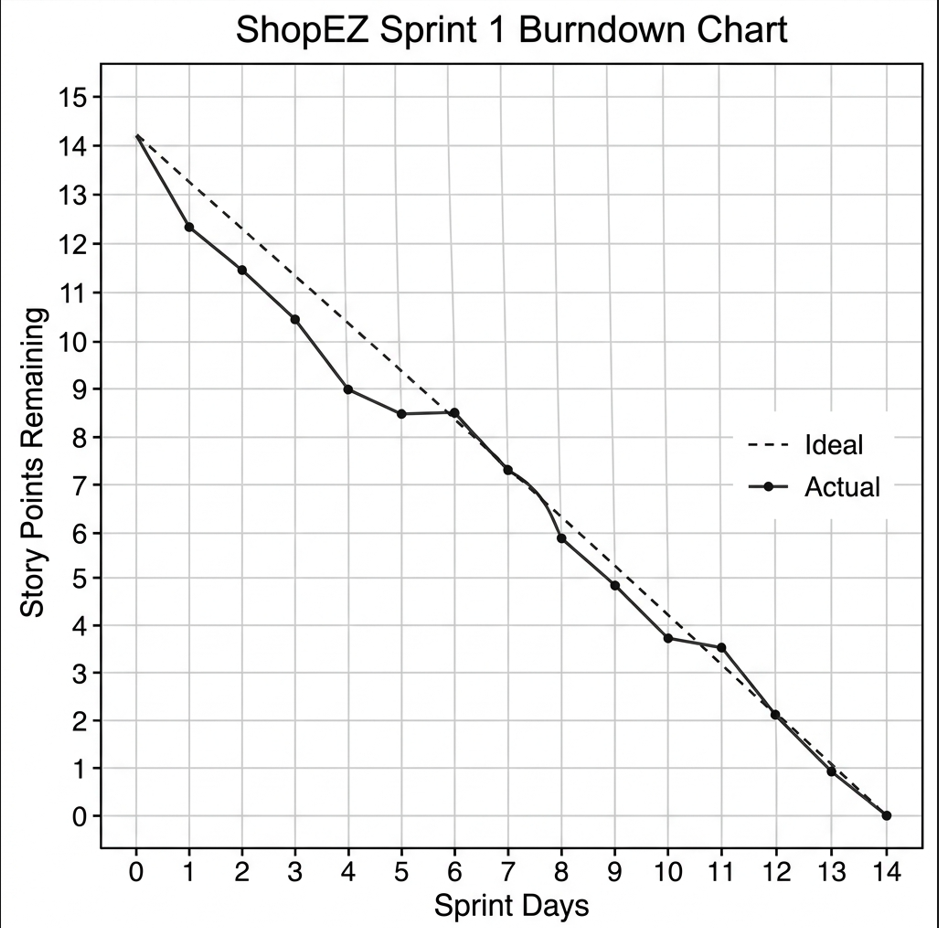 ShopEZ Sprint 1 Burndown Chart
Story Points Remaining
15
14
13
12
11
10
9
8
7
6
5
4
3
2
1
0
Ideal
Actual
0 1 2 3 4 5 6 7 8 9 10 11 12 13 14
Sprint Days